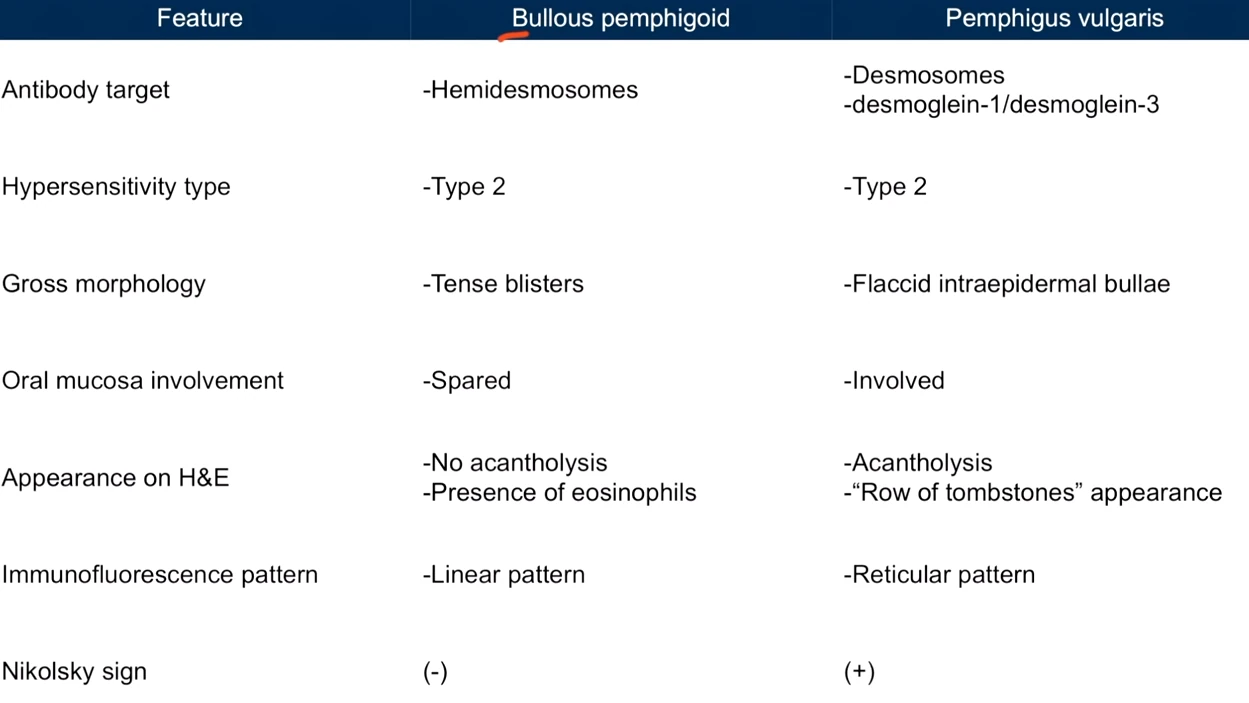 Feature Bullous pemphigoid Pemphigus vulgaris
Antibody target -Hemidesmosomes -Desmosomes
-desmoglein-1/desmoglein-3
Hypersensitivity type -Type 2 -Type 2
Gross morphology -Tense blisters -Flaccid intraepidermal bullae
Oral mucosa involvement -Spared -Involved
Appearance on H&E -No acantholysis -Acantholysis
-Presence of eosinophils -“Row of tombstones” appearance
Immunofluorescence pattern -Linear pattern -Reticular pattern
Nikolsky sign (-) (+)